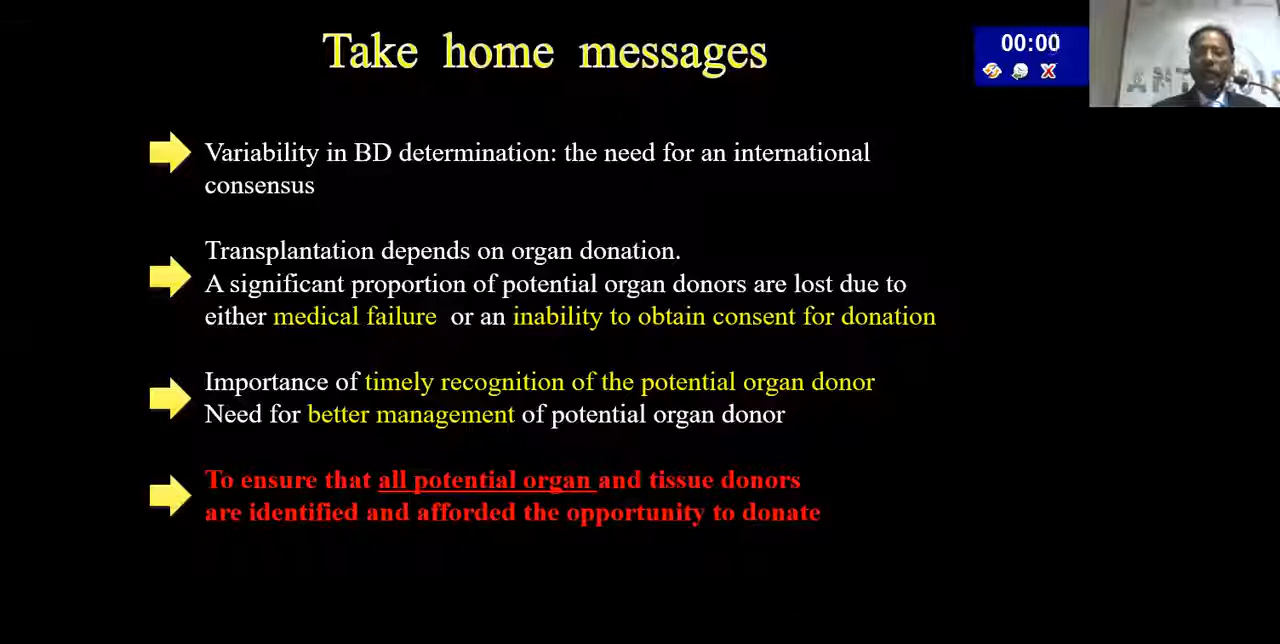 Take home messages
00:00
Variability in BD determination: the need for an international
consensus
Transplantation depends on organ donation.
A significant proportion of potential organ donors are lost due to
either medical failure or an inability to obtain consent for donation
Importance of timely recognition of the potential organ donor
Need for better management of potential organ donor
To ensure that all potential organ and tissue donors
are identified and afforded the opportunity to donate